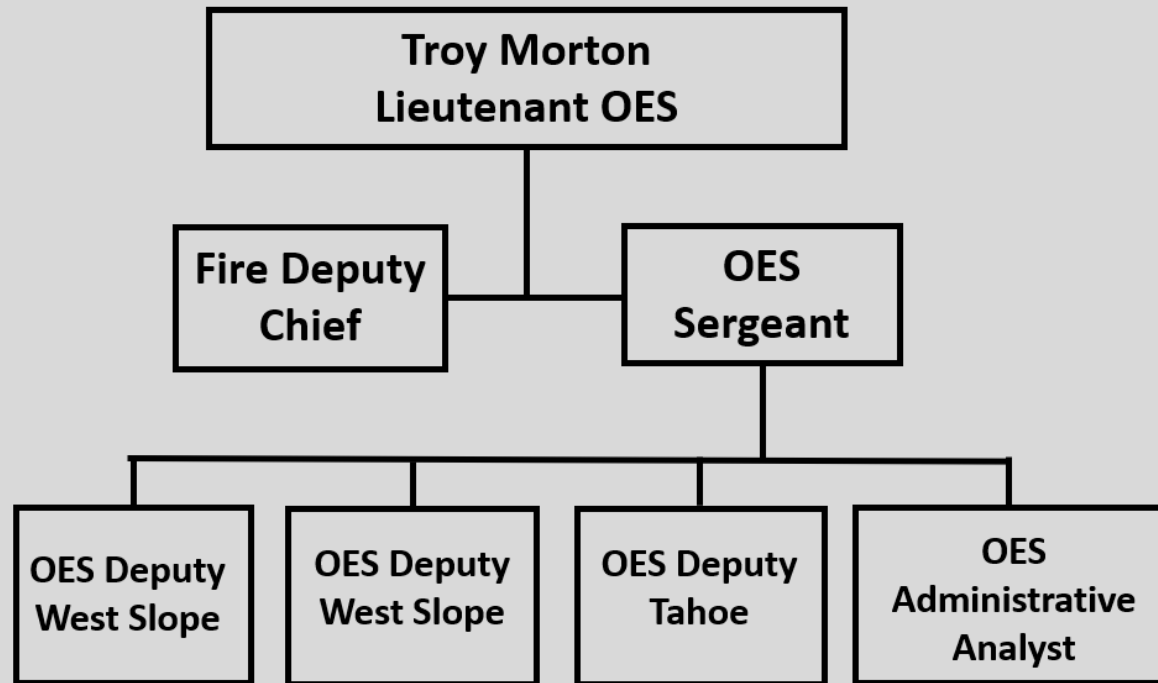 Troy Morton
Lieutenant OES
Fire Deputy
Chief
OES
Sergeant
OES Deputy
West Slope
OES Deputy
West Slope
OES Deputy
Tahoe
OES
Administrative
Analyst